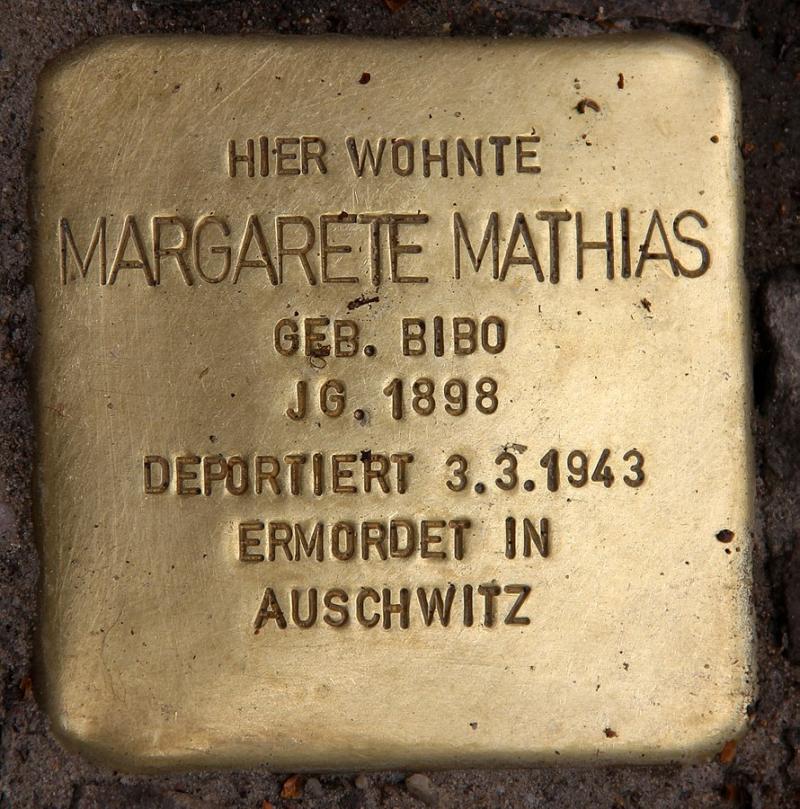 HIER WOHNTE
MARGARETE MATHIAS
GEB. BIBO
JG. 1898
DEPORTIERT 3.3.1943
ERMORDET IN
AUSCHWITZ